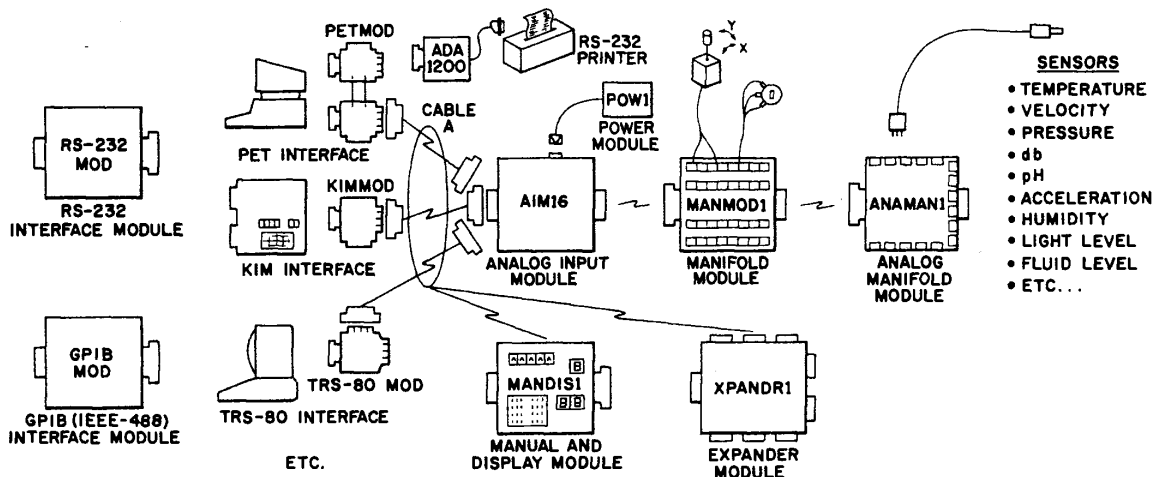 PETMOD
ADA
1200
RS-232
PRINTER
Y
X
CABLE
A
POW1
POWER
MODULE
SENSORS
• TEMPERATURE
• VELOCITY
• PRESSURE
• db
• pH
• ACCELERATION
• HUMIDITY
• LIGHT LEVEL
• FLUID LEVEL
• ETC...
RS-232
MOD
RS-232
INTERFACE MODULE
PET INTERFACE
KIMMOD
KIM INTERFACE
AIM16
ANALOG INPUT
MODULE
MANMOD1
MANIFOLD
MODULE
ANAMAN1
ANALOG
MANIFOLD
MODULE
GPIB
MOD
GPIB (IEEE-488)
INTERFACE MODULE
TRS-80 MOD
TRS-80 INTERFACE
ETC.
A A A A A
B
B B
MANDIS1
MANUAL AND
DISPLAY MODULE
XPANDR1
EXPANDER
MODULE